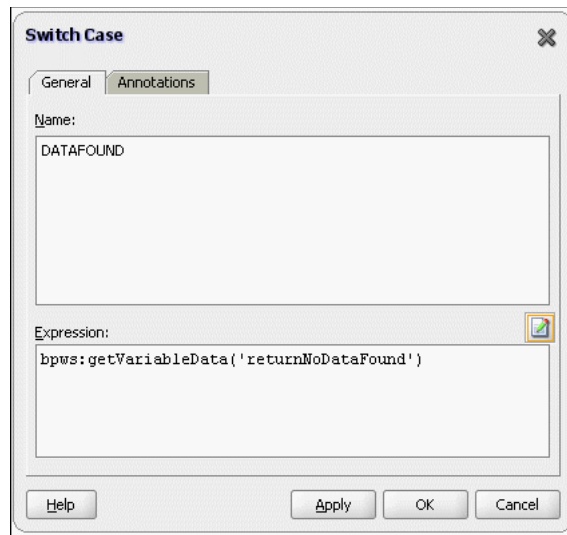 Switch Case
General
Annotations
Name:
DATAFOUND
Expression:
bpws:getVariableData('returnNoDataFound')
Help
Apply
OK
Cancel